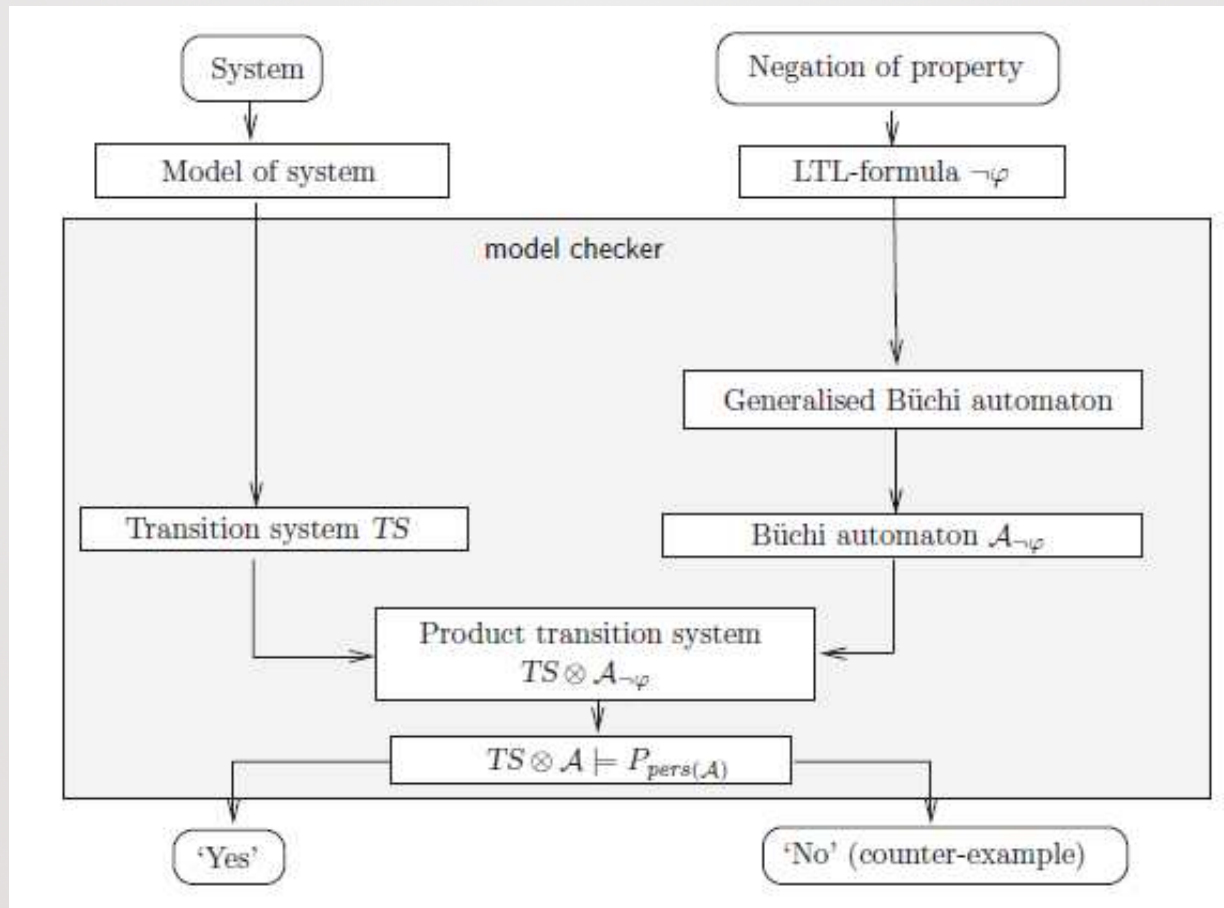 System
Negation of property
Model of system
LTL-formula ¬φ
model checker
Generalised Büchi automaton
Transition system TS
Büchi automaton 𝒜¬φ
Product transition system
TS ⊗ 𝒜¬φ
TS ⊗ 𝒜 ⊨ Ppers(𝒜)
‘Yes’
‘No’ (counter-example)